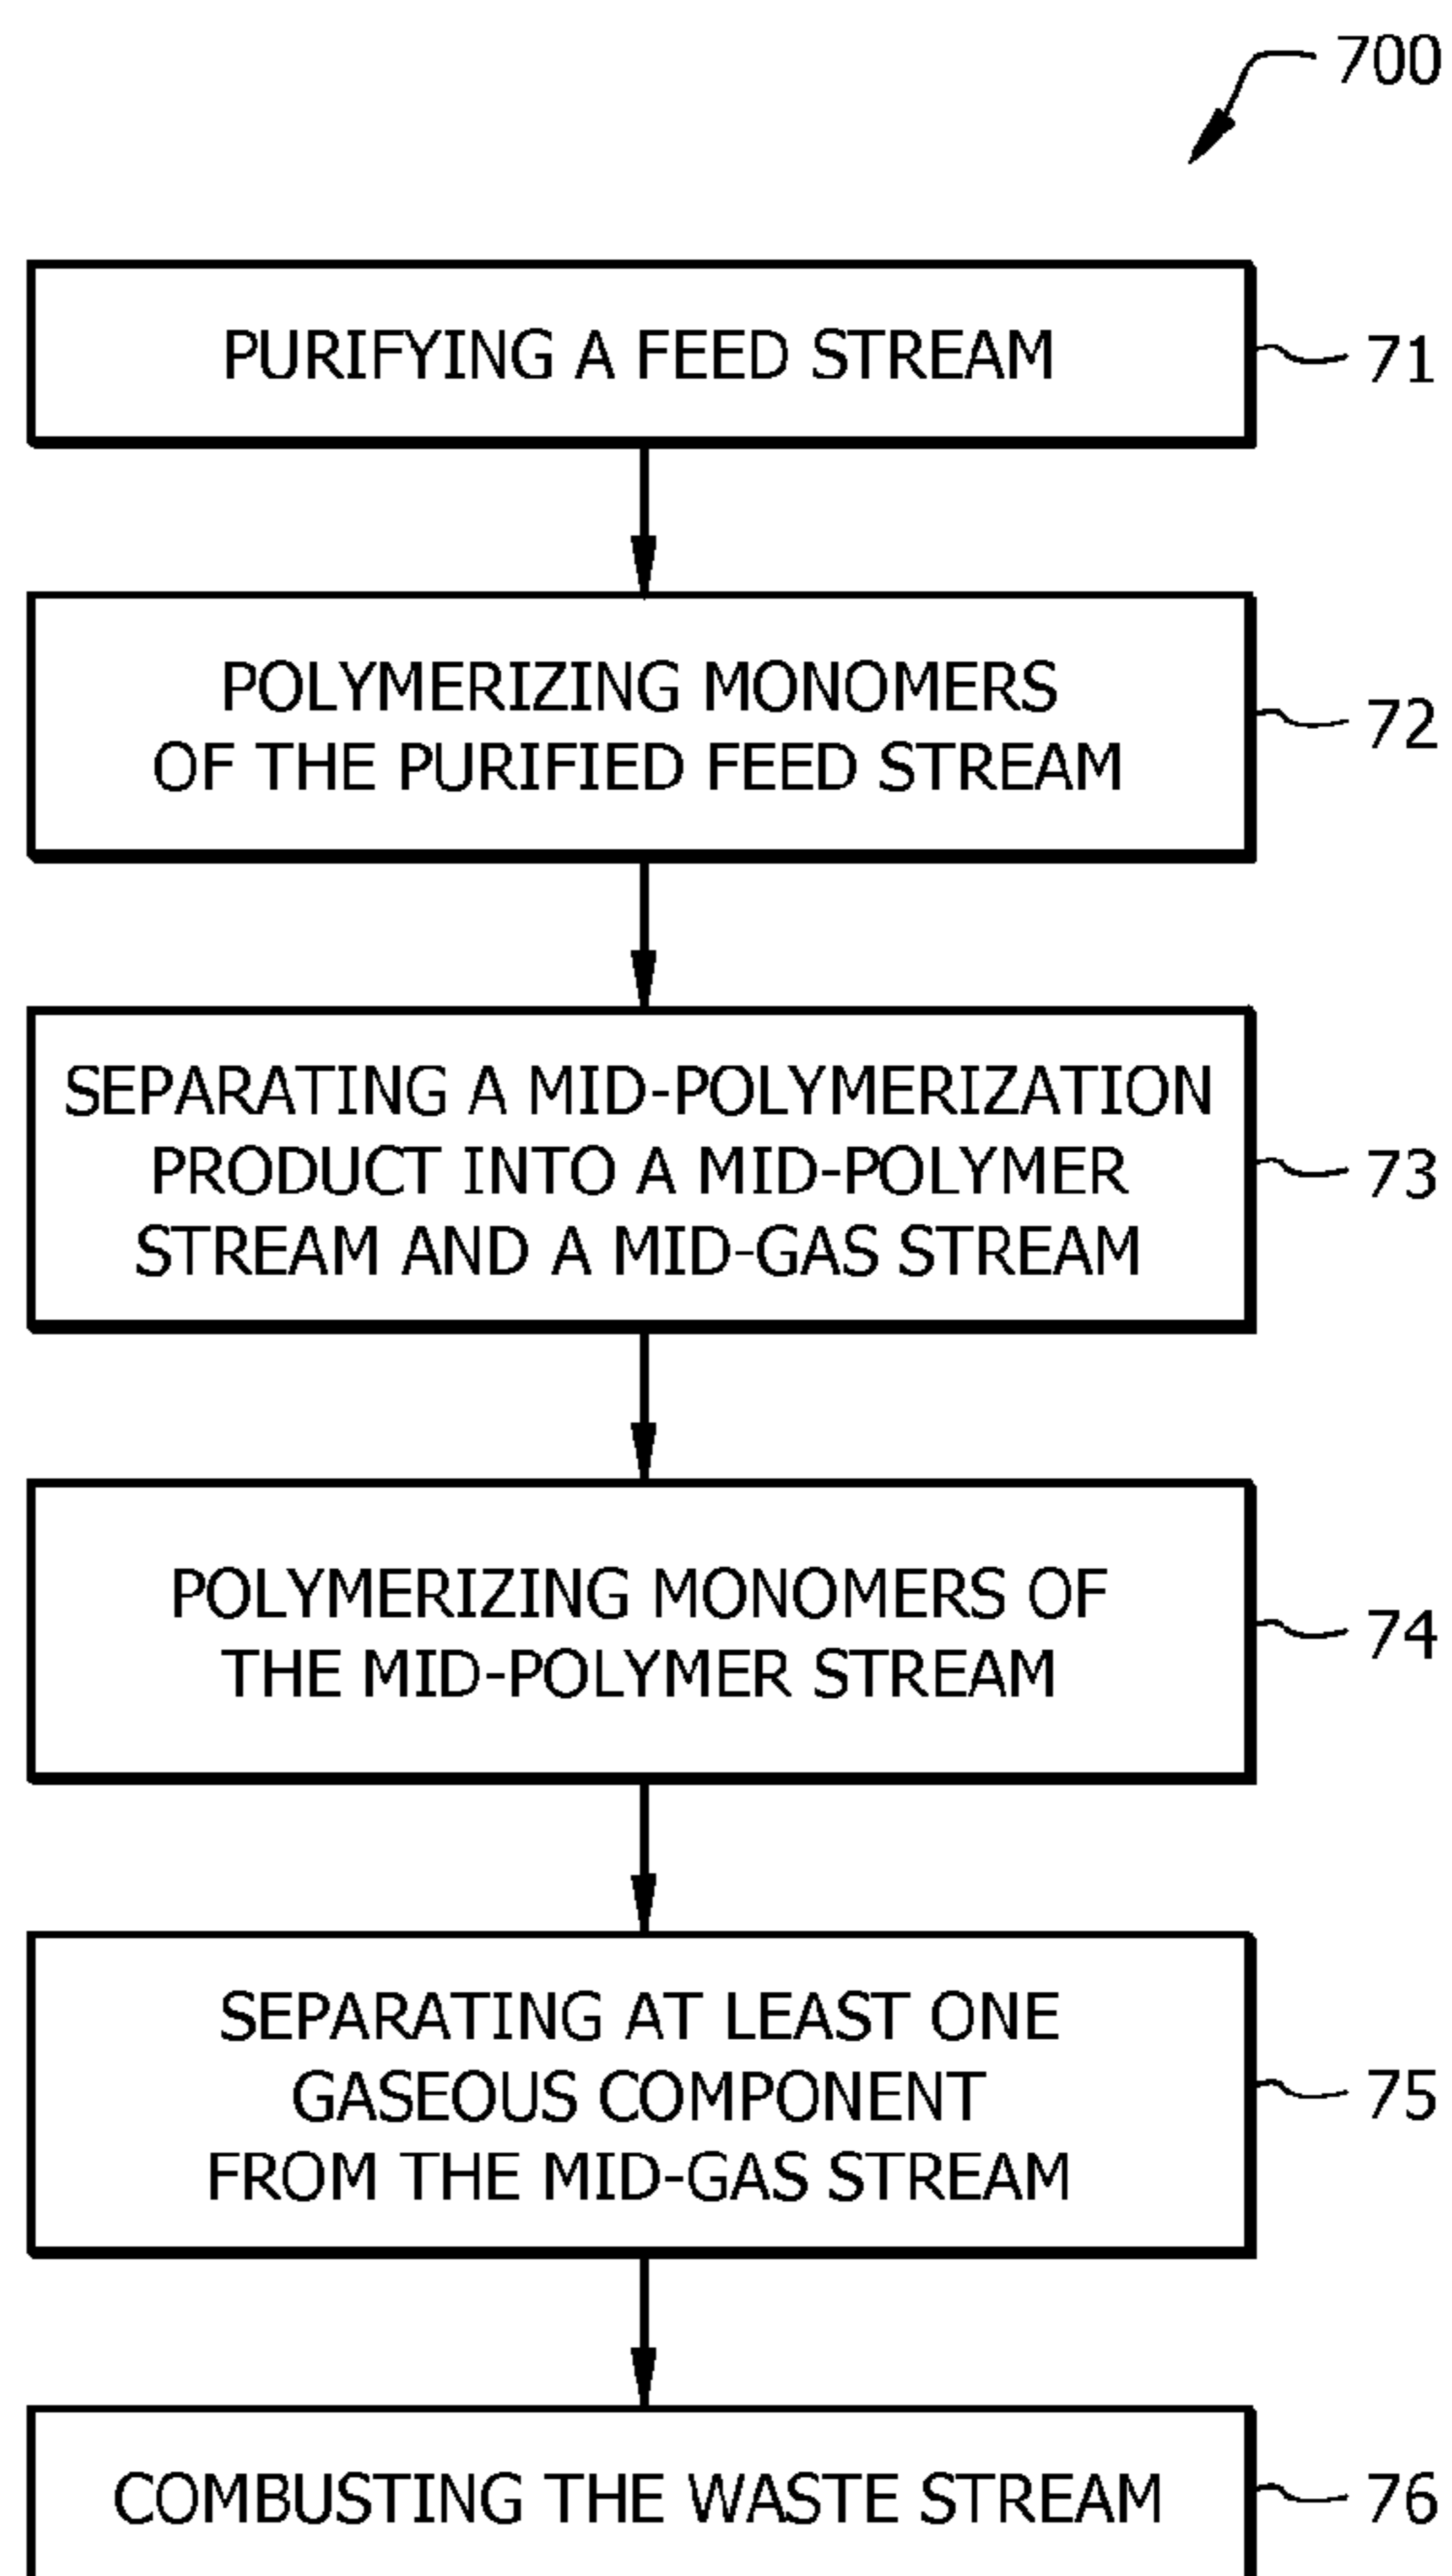 700
PURIFYING A FEED STREAM
71
POLYMERIZING MONOMERS
OF THE PURIFIED FEED STREAM
72
SEPARATING A MID-POLYMERIZATION
PRODUCT INTO A MID-POLYMER
STREAM AND A MID-GAS STREAM
73
POLYMERIZING MONOMERS OF
THE MID-POLYMER STREAM
74
SEPARATING AT LEAST ONE
GASEOUS COMPONENT
FROM THE MID-GAS STREAM
75
COMBUSTING THE WASTE STREAM
76